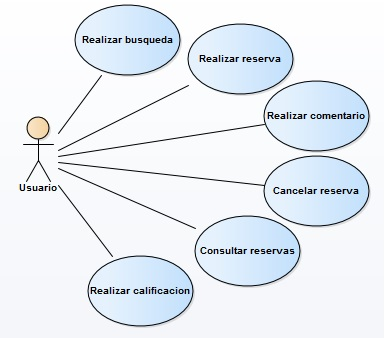 Realizar busqueda
Realizar reserva
Realizar comentario
Usuario
Cancelar reserva
Consultar reservas
Realizar calificacion